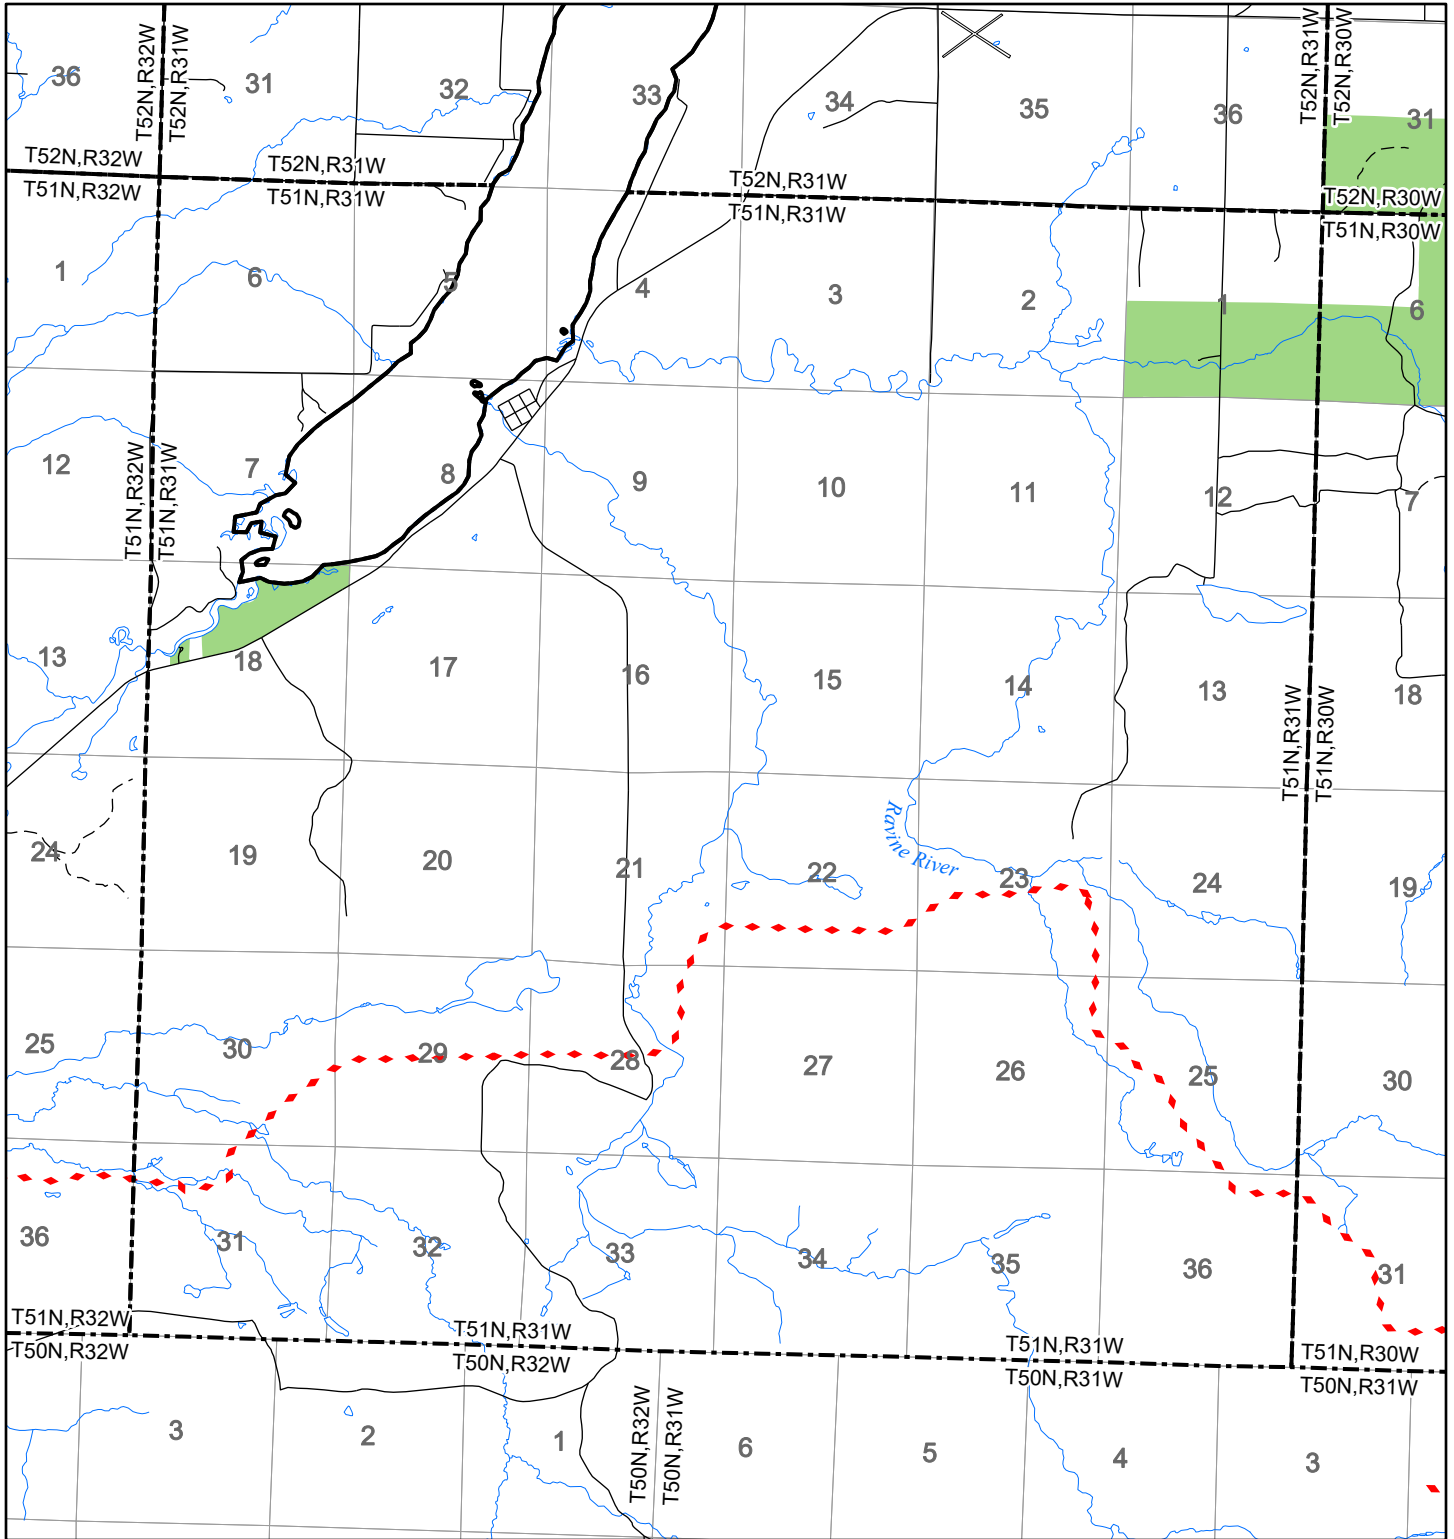 T52N,R32W
T52N,R31W
T52N,R31W
T52N,R30W
36
31
32
33
34
35
36
31
T52N,R32W
T52N,R31W
T52N,R31W
T52N,R30W
T51N,R32W
T51N,R31W
T51N,R31W
T51N,R30W
1
6
5
4
3
2
1
6
T51N,R32W
T51N,R31W
12
7
8
9
10
11
12
7
13
18
17
16
15
14
13
18
T51N,R31W
T51N,R30W
Ravine River
24
19
20
21
22
23
24
19
25
30
29
28
27
26
25
30
36
31
32
33
34
35
36
31
T51N,R32W
T51N,R31W
T51N,R31W
T51N,R30W
T50N,R32W
T50N,R32W
T50N,R31W
T50N,R31W
T50N,R32W
T50N,R31W
3
2
1
6
5
4
3